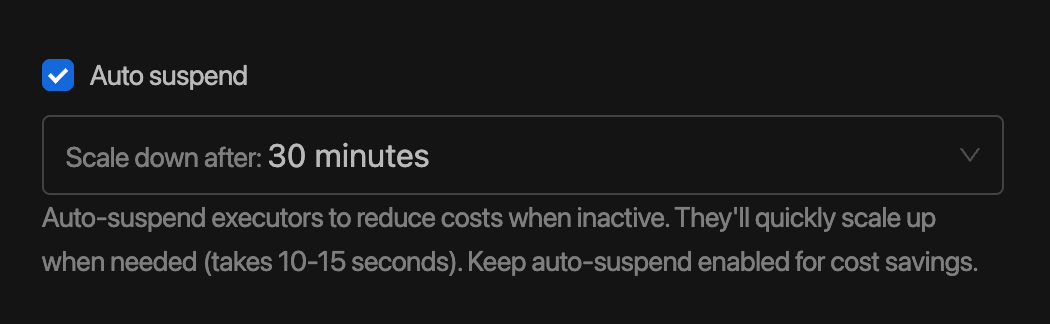 Auto suspend
Scale down after: 30 minutes
Auto-suspend executors to reduce costs when inactive. They'll quickly scale up
when needed (takes 10-15 seconds). Keep auto-suspend enabled for cost savings.